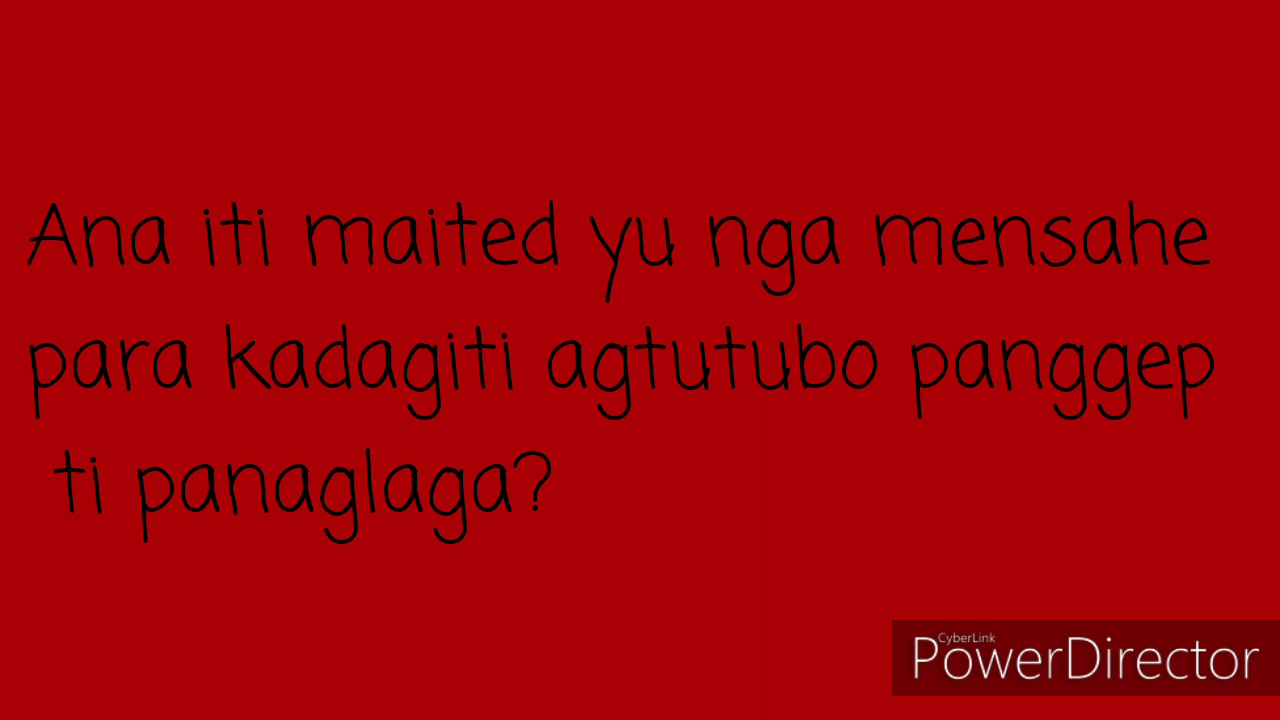 Ana iti maited yu nga mensahe
para kadagiti agtutubo panggep
ti panaglaga?
CyberLink
PowerDirector